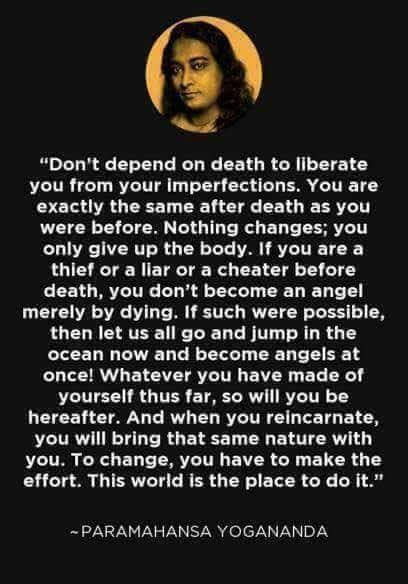 “Don’t depend on death to liberate
you from your imperfections. You are
exactly the same after death as you
were before. Nothing changes; you
only give up the body. If you are a
thief or a liar or a cheater before
death, you don’t become an angel
merely by dying. If such were possible,
then let us all go and jump in the
ocean now and become angels at
once! Whatever you have made of
yourself thus far, so will you be
hereafter. And when you reincarnate,
you will bring that same nature with
you. To change, you have to make the
effort. This world is the place to do it.”
~PARAMAHANSA YOGANANDA